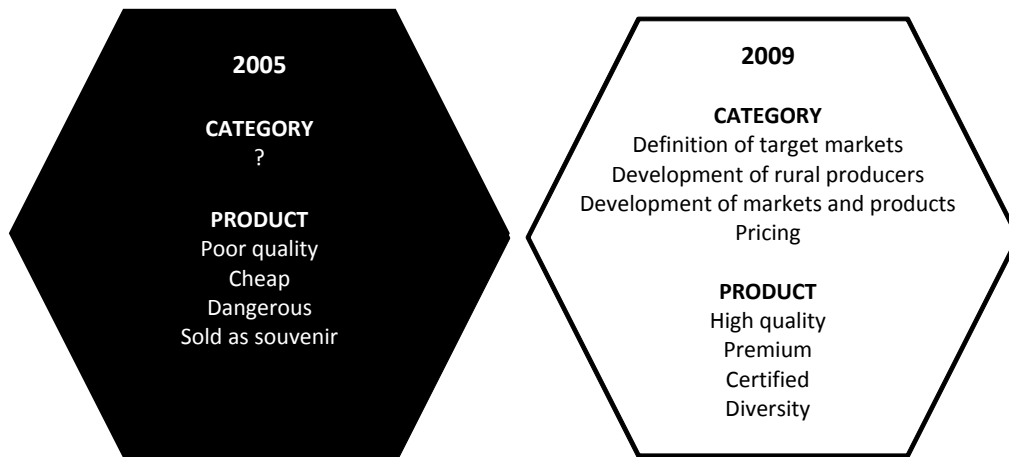 2005
CATEGORY
?
PRODUCT
Poor quality
Cheap
Dangerous
Sold as souvenir
2009
CATEGORY
Definition of target markets
Development of rural producers
Development of markets and products
Pricing
PRODUCT
High quality
Premium
Certified
Diversity